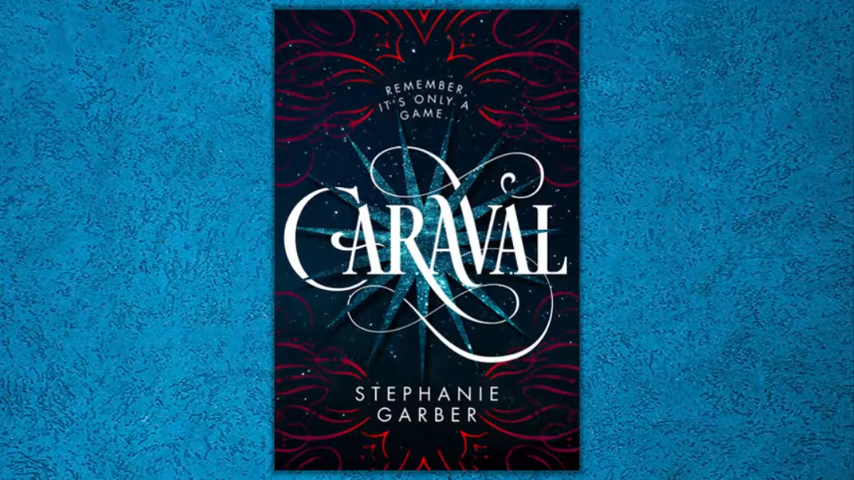 REMEMBER,
IT'S ONLY A
GAME.
CARAVAL
STEPHANIE
GARBER